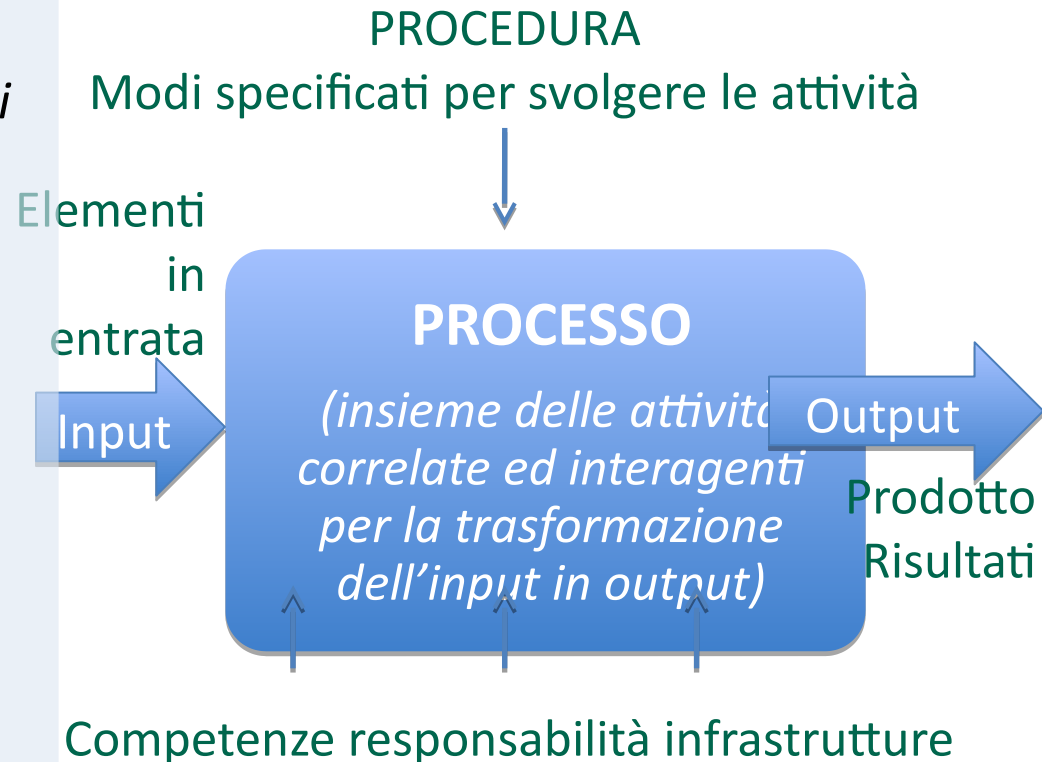 PROCEDURA
i
Modi specificati per svolgere le attività
Elementi
in
entrata
PROCESSO
Input
(insieme delle attività
correlate ed interagenti
per la trasformazione
dell’input in output)
Output
Prodotto
Risultati
Competenze responsabilità infrastrutture